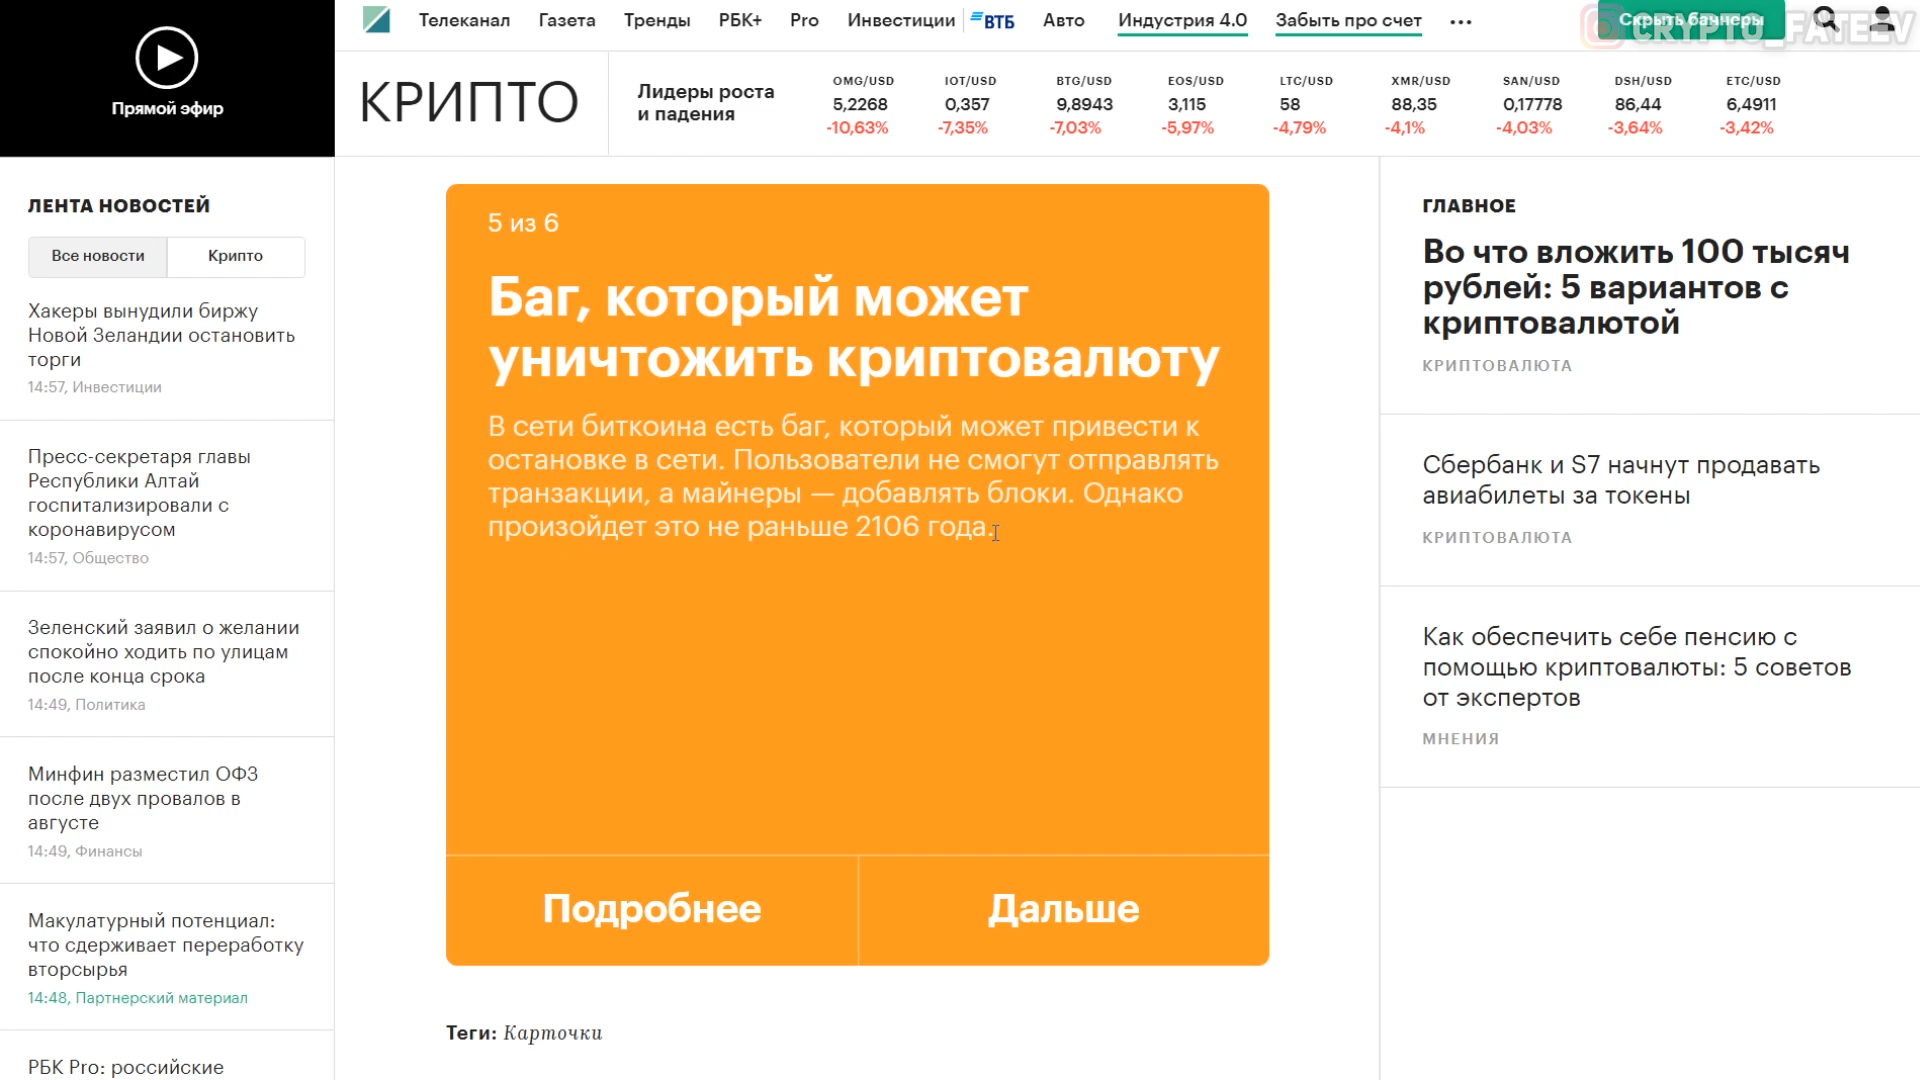 Прямой эфир
Телеканал Газета Тренды РБК+ Pro Инвестиции ВТБ Авто Индустрия 4.0 Забыть про счет ...
Скрыть баннеры
CRYPTO_FATEEV
КРИПТО
Лидеры роста
и падения
OMG/USD IOT/USD BTG/USD EOS/USD LTC/USD XMR/USD SAN/USD DSH/USD ETC/USD
5,2268 0,357 9,8943 3,115 58 88,35 0,17778 86,44 6,4911
-10,63% -7,35% -7,03% -5,97% -4,79% -4,1% -4,03% -3,64% -3,42%
ЛЕНТА НОВОСТЕЙ
Все новости Крипто
Хакеры вынудили биржу
Новой Зеландии остановить
торги
14:57, Инвестиции
Пресс-секретаря главы
Республики Алтай
госпитализировали с
коронавирусом
14:57, Общество
Зеленский заявил о желании
спокойно ходить по улицам
после конца срока
14:49, Политика
Минфин разместил ОФЗ
после двух провалов в
августе
14:49, Финансы
Макулатурный потенциал:
что сдерживает переработку
вторсырья
14:48, Партнерский материал
РБК Pro: российские
5 из 6
Баг, который может
уничтожить криптовалюту
В сети биткоина есть баг, который может привести к
остановке в сети. Пользователи не смогут отправлять
транзакции, а майнеры — добавлять блоки. Однако
произойдет это не раньше 2106 года.
Подробнее Дальше
Теги: Карточки
ГЛАВНОЕ
Во что вложить 100 тысяч
рублей: 5 вариантов с
криптовалютой
КРИПТОВАЛЮТА
Сбербанк и S7 начнут продавать
авиабилеты за токены
КРИПТОВАЛЮТА
Как обеспечить себе пенсию с
помощью криптовалюты: 5 советов
от экспертов
МНЕНИЯ